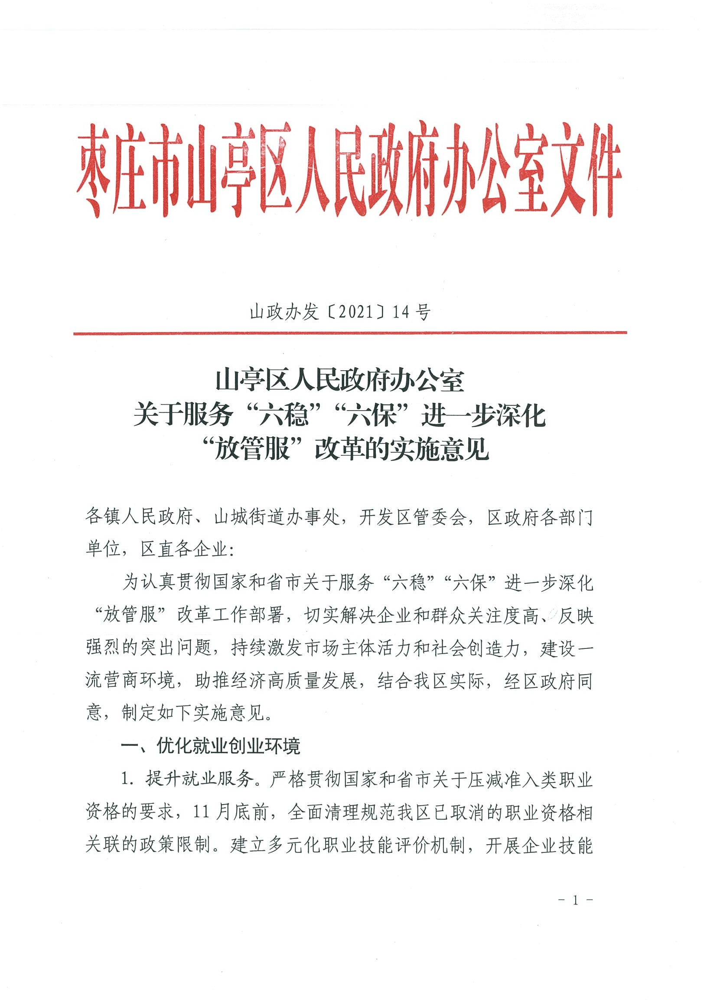 枣庄市山亭区人民政府办公室文件
山政办发〔2021〕14 号
山亭区人民政府办公室
关于服务“六稳”“六保”进一步深化
“放管服”改革的实施意见
各镇人民政府、山城街道办事处，开发区管委会，区政府各部门
单位，区直各企业：
为认真贯彻国家和省市关于服务“六稳”“六保”进一步深化
“放管服”改革工作部署，切实解决企业和群众关注度高、反映
强烈的突出问题，持续激发市场主体活力和社会创造力，建设一
流营商环境，助推经济高质量发展，结合我区实际，经区政府同
意，制定如下实施意见。
一、优化就业创业环境
1. 提升就业服务。严格贯彻国家和省市关于压减准入类职业
资格的要求，11 月底前，全面清理规范我区已取消的职业资格相
关联的政策限制。建立多元化职业技能评价机制，开展企业技能
- 1 -